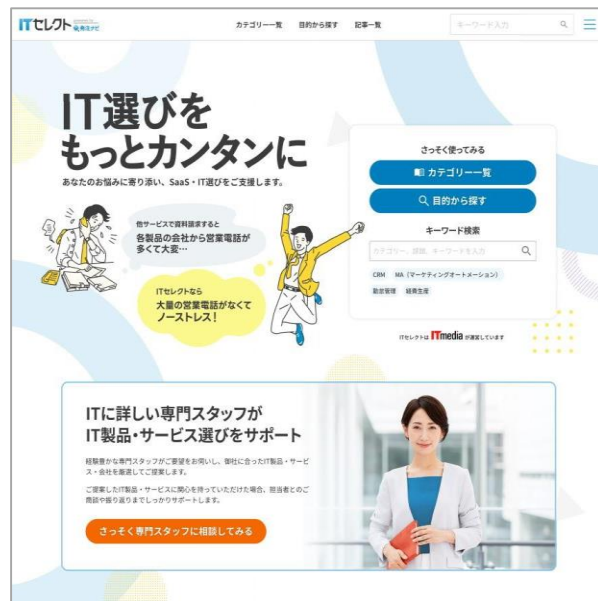 ITセレクト 発注ナビ
カテゴリー一覧 目的から探す 記事一覧 キーワード入力
IT選びを
もっとカンタンに
あなたのお悩みに寄り添い、SaaS・IT選びをご支援します。
他サービスで資料請求すると
各製品の会社から営業電話が
多くて大変…
ITセレクトなら
大量の営業電話がなくて
ノーストレス！
さっそく使ってみる
カテゴリー一覧
目的から探す
キーワード検索
カテゴリー、課題、キーワードを入力
CRM MA（マーケティングオートメーション）
勤怠管理 経費生産
ITセレクトは ITmedia が運営しています
ITに詳しい専門スタッフが
IT製品・サービス選びをサポート
経験豊かな専門スタッフがご要望をお伺いし、御社に合ったIT製品・サービ
ス・会社を厳選してご提案します。
ご提案したIT製品・サービスに関心を持っていただけた場合、担当者とのご
商談や振り返りまでしっかりサポートします。
さっそく専門スタッフに相談してみる